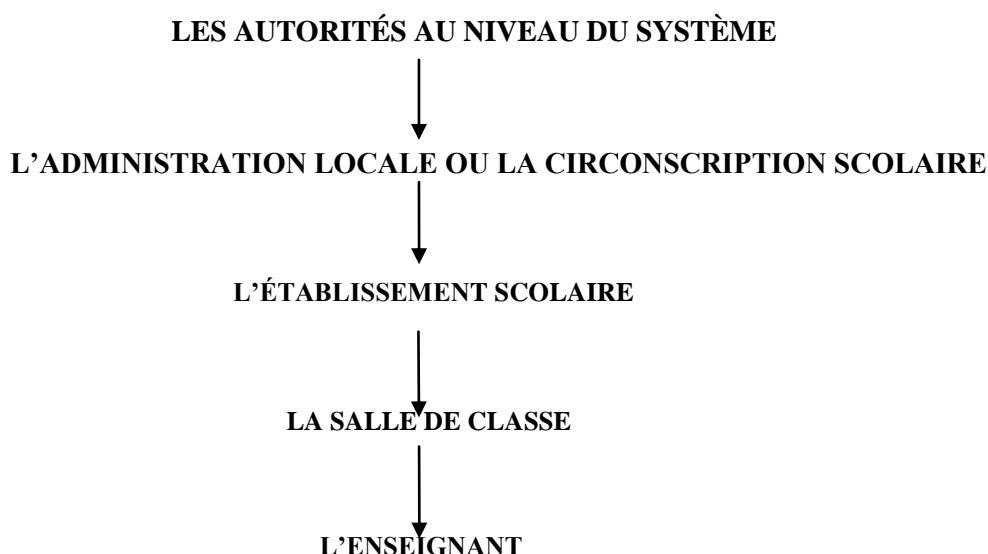 LES AUTORITÉS AU NIVEAU DU SYSTÈME
L'ADMINISTRATION LOCALE OU LA CIRCONSCRIPTION SCOLAIRE
L'ÉTABLISSEMENT SCOLAIRE
LA SALLE DE CLASSE
L'ENSEIGNANT